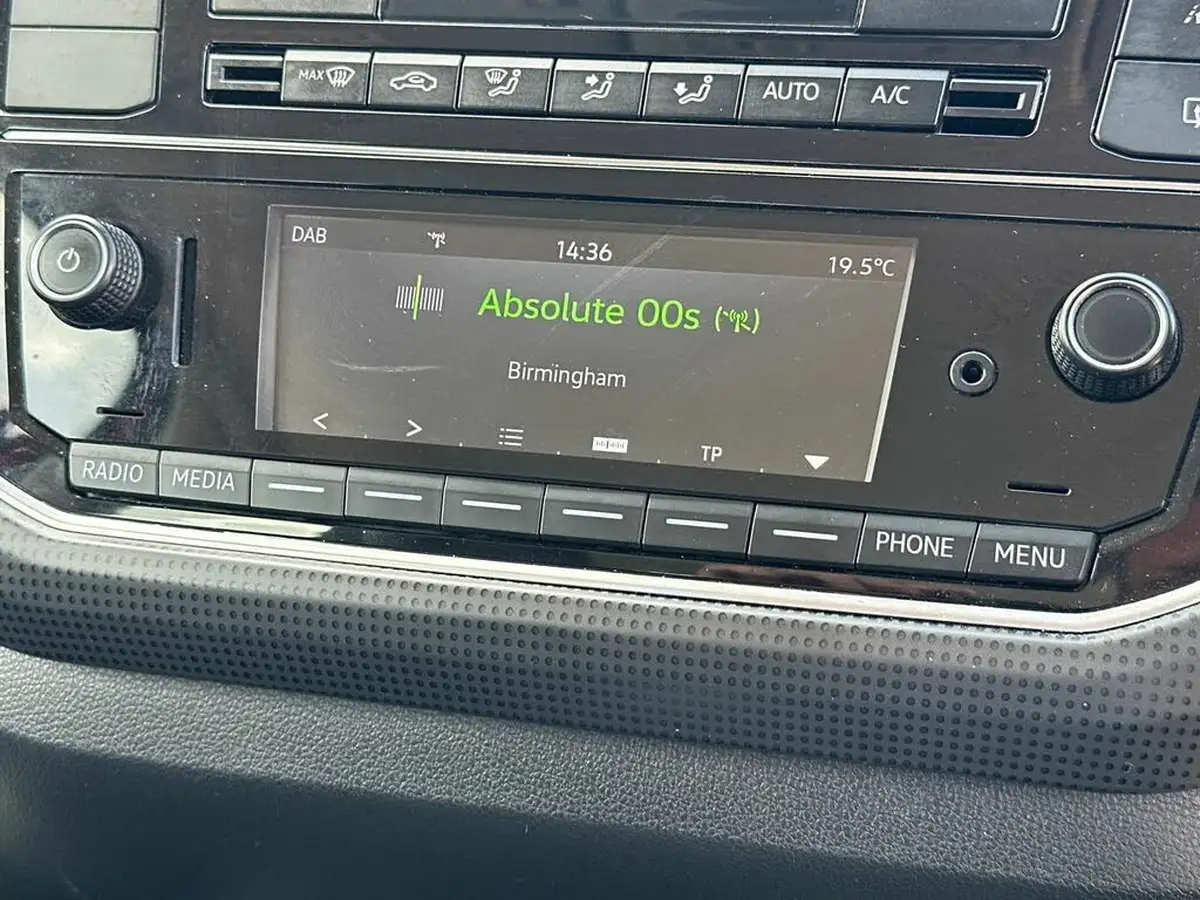 MAX
AUTO
A/C
DAB 14:36 19.5°C
Absolute 00s
Birmingham
< > TP
RADIO MEDIA PHONE MENU